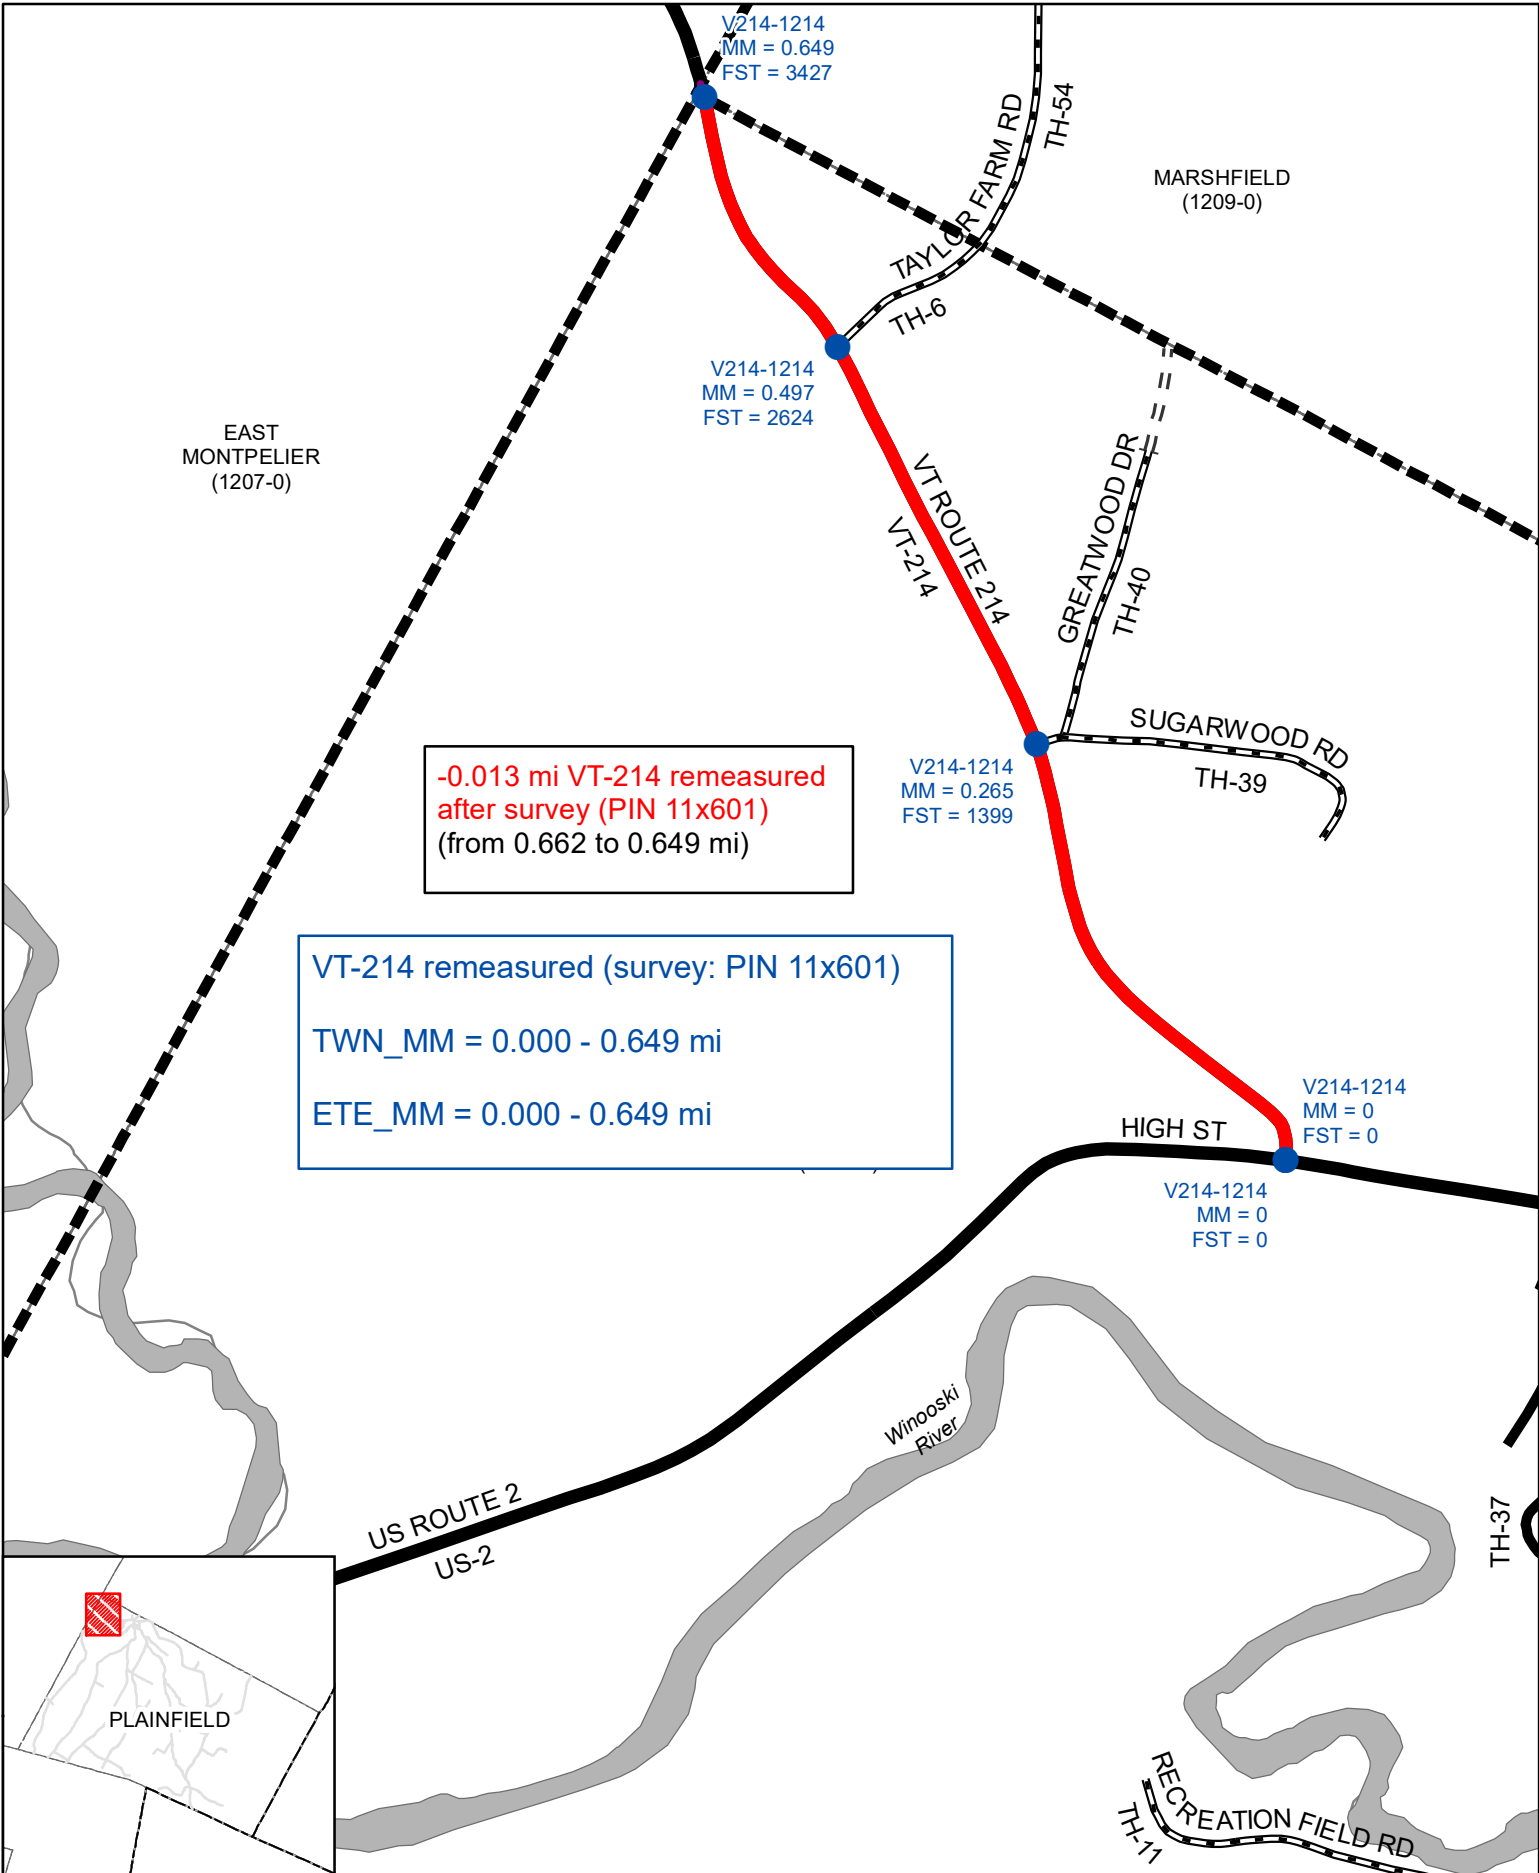 V214-1214
MM = 0.649
FST = 3427
TAYLOR FARM RD
TH-54
TH-6
MARSHFIELD
(1209-0)
V214-1214
MM = 0.497
FST = 2624
EAST
MONTPELIER
(1207-0)
VT ROUTE 214
VT-214
GREATWOOD DR
TH-40
SUGARWOOD RD
TH-39
V214-1214
MM = 0.265
FST = 1399
-0.013 mi VT-214 remeasured
after survey (PIN 11x601)
(from 0.662 to 0.649 mi)
VT-214 remeasured (survey: PIN 11x601)
TWN_MM = 0.000 - 0.649 mi
ETE_MM = 0.000 - 0.649 mi
V214-1214
MM = 0
FST = 0
HIGH ST
V214-1214
MM = 0
FST = 0
Winooski
River
US ROUTE 2
US-2
TH-37
PLAINFIELD
RECREATION FIELD RD
TH-11